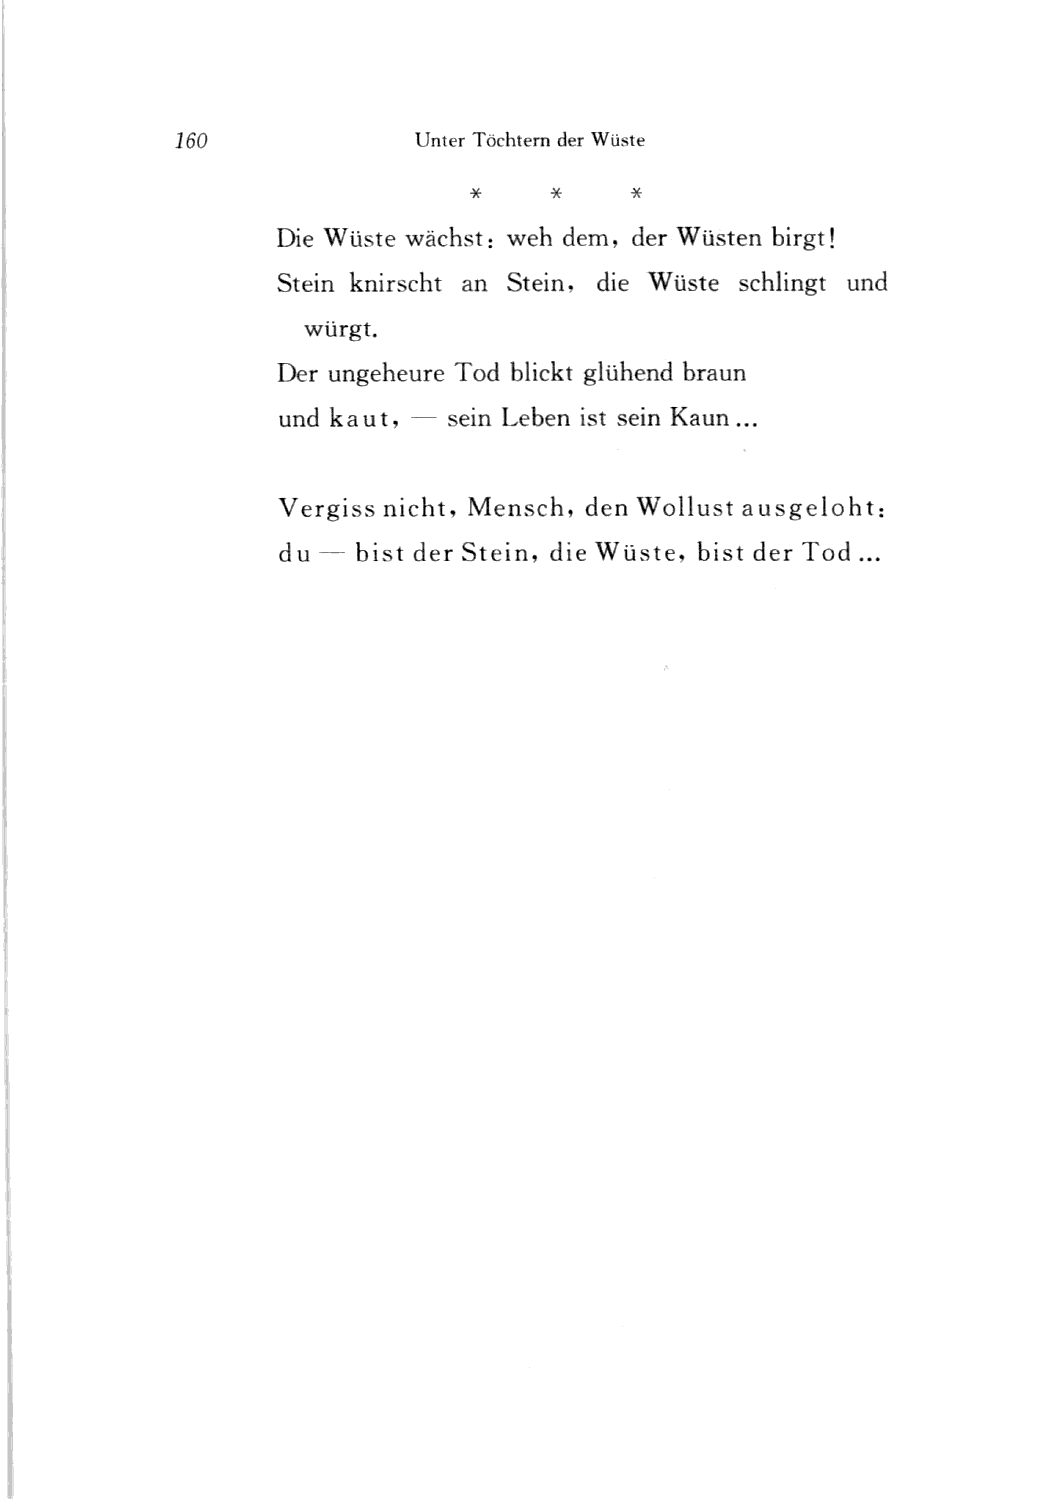 160 Unter Töchtern der Wüste
* * *
Die Wüste wächst: weh dem, der Wüsten birgt!
Stein knirscht an Stein, die Wüste schlingt und
würgt.
Der ungeheure Tod blickt glühend braun
und kaut, — sein Leben ist sein Kaun ...
Vergiss nicht, Mensch, den Wollust ausgeloht:
du — bist der Stein, die Wüste, bist der Tod ...